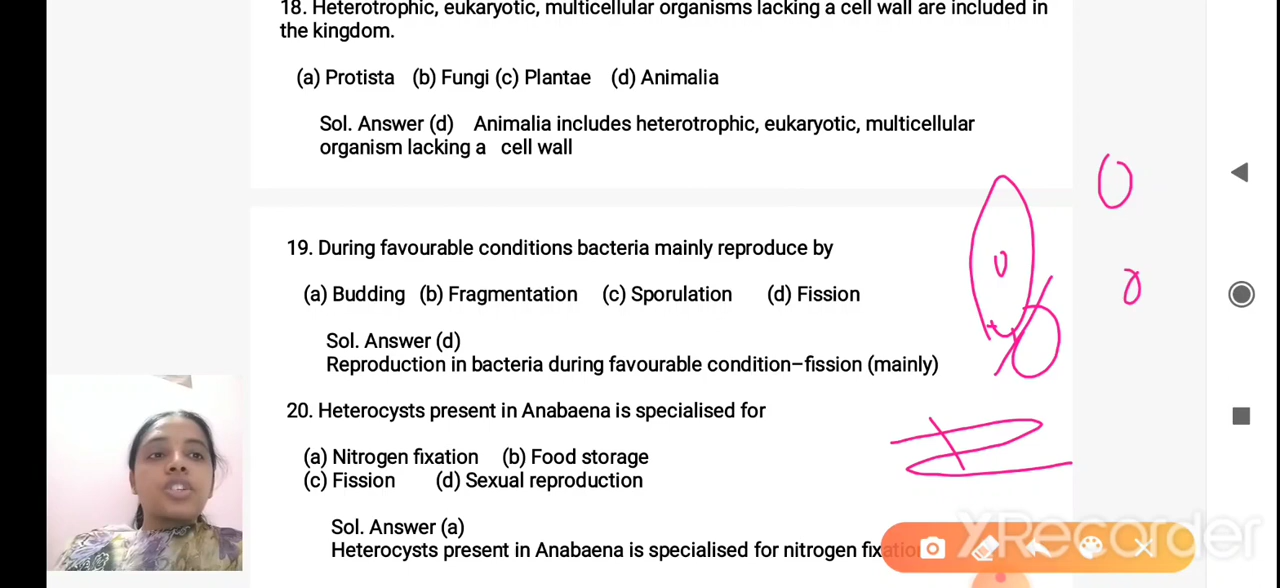 18. Heterotrophic, eukaryotic, multicellular organisms lacking a cell wall are included in
the kingdom.
(a) Protista (b) Fungi (c) Plantae (d) Animalia
Sol. Answer (d) Animalia includes heterotrophic, eukaryotic, multicellular
organism lacking a cell wall
19. During favourable conditions bacteria mainly reproduce by
(a) Budding (b) Fragmentation (c) Sporulation (d) Fission
Sol. Answer (d)
Reproduction in bacteria during favourable condition–fission (mainly)
20. Heterocysts present in Anabaena is specialised for
(a) Nitrogen fixation (b) Food storage
(c) Fission (d) Sexual reproduction
Sol. Answer (a)
Heterocysts present in Anabaena is specialised for nitrogen fixation
XRecorder